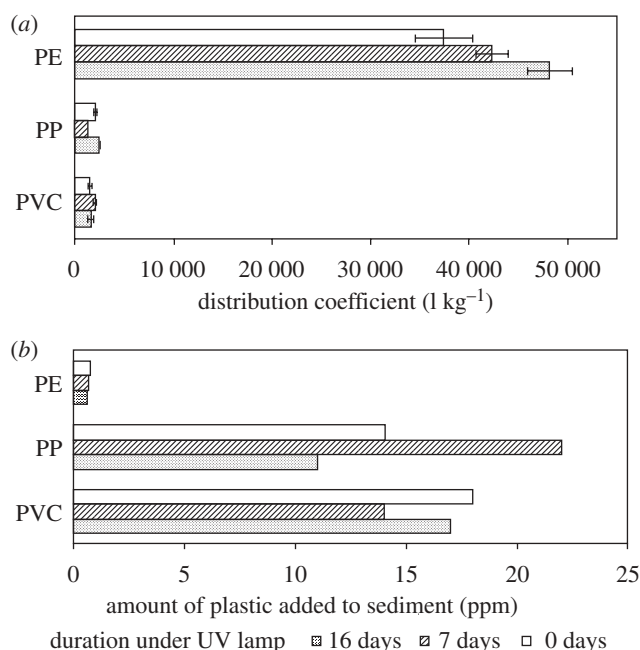 (a)
PE
PP
PVC
0 10 000 20 000 30 000 40 000 50 000
distribution coefficient (l kg⁻¹)
(b)
PE
PP
PVC
0 5 10 15 20 25
amount of plastic added to sediment (ppm)
duration under UV lamp 16 days 7 days 0 days